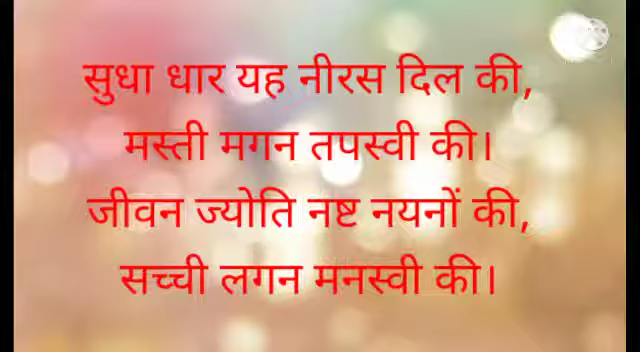 सुधा धार यह नीरस दिल की,
मस्ती मगन तपस्वी की।
जीवन ज्योति नष्ट नयनों की,
सच्ची लगन मनस्वी की।